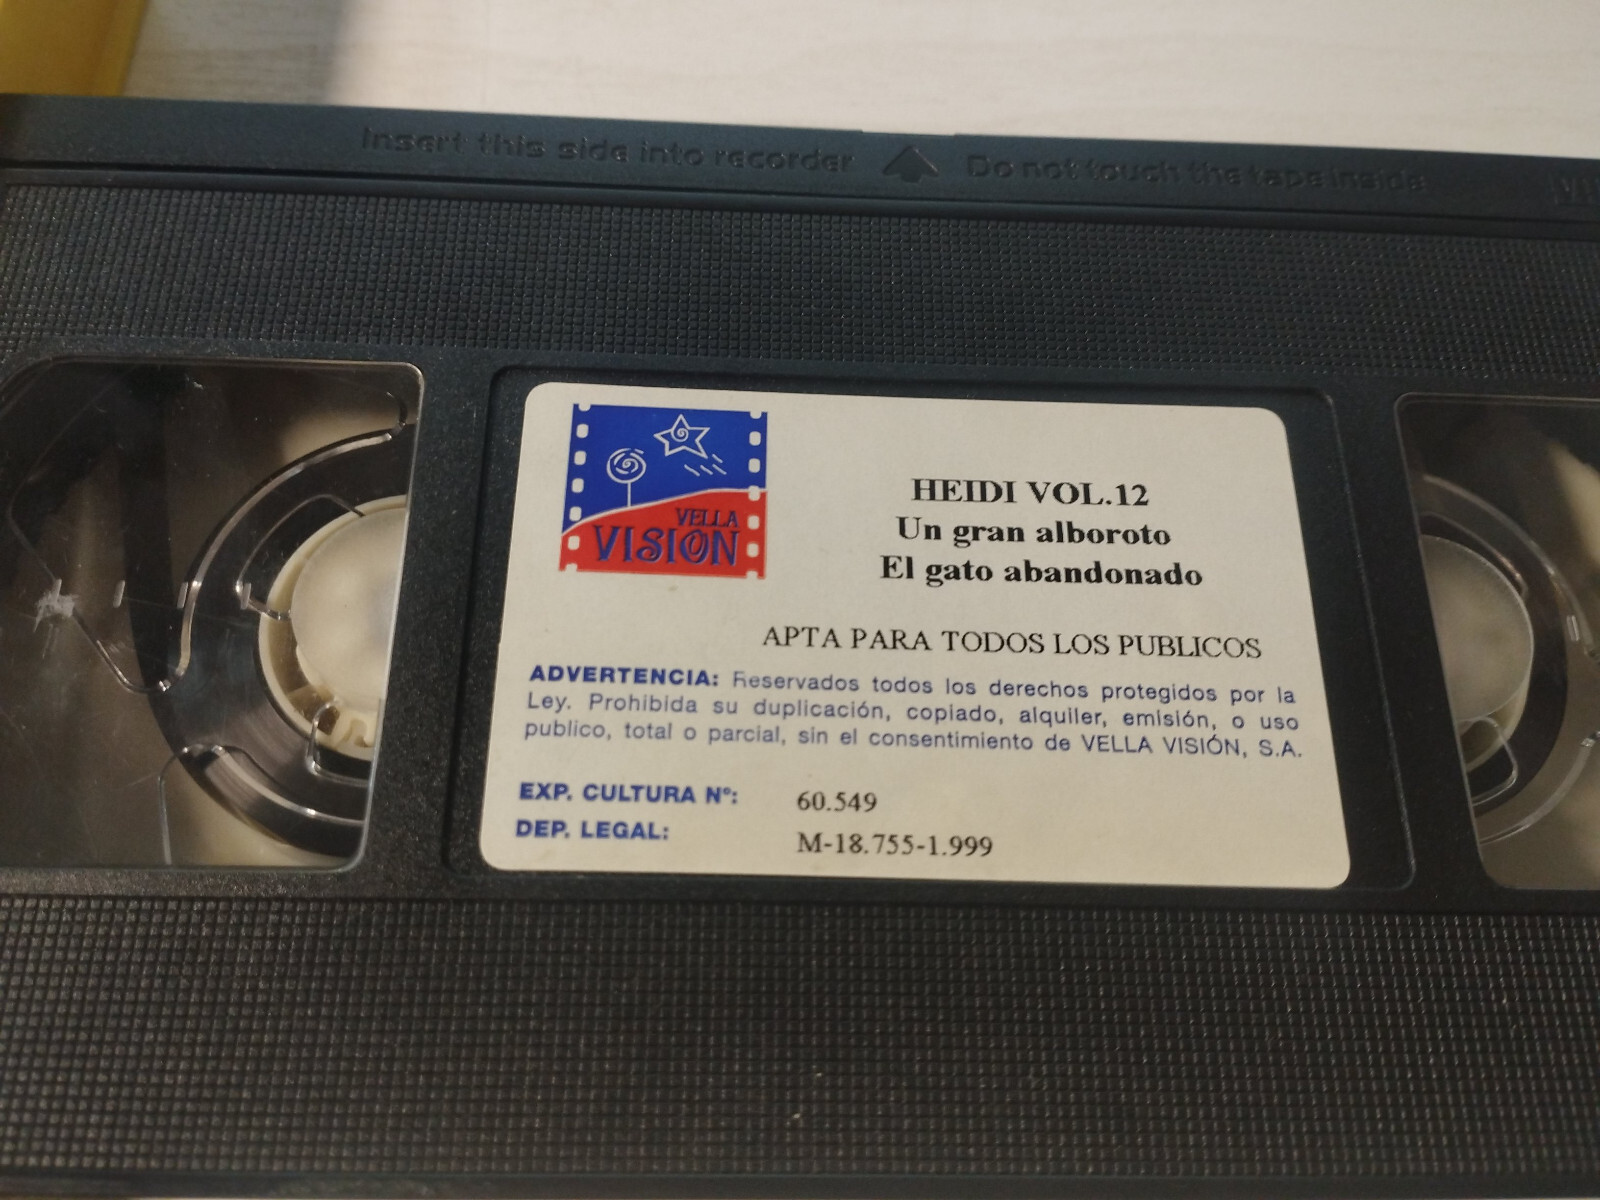 Insert this side into recorder Do not touch the tape inside
VELLA
VISIÓN
HEIDI VOL.12
Un gran alboroto
El gato abandonado
APTA PARA TODOS LOS PUBLICOS
ADVERTENCIA: Reservados todos los derechos protegidos por la
Ley. Prohibida su duplicación, copiado, alquiler, emisión, o uso
publico, total o parcial, sin el consentimiento de VELLA VISIÓN, S.A.
EXP. CULTURA Nº: 60.549
DEP. LEGAL: M-18.755-1.999